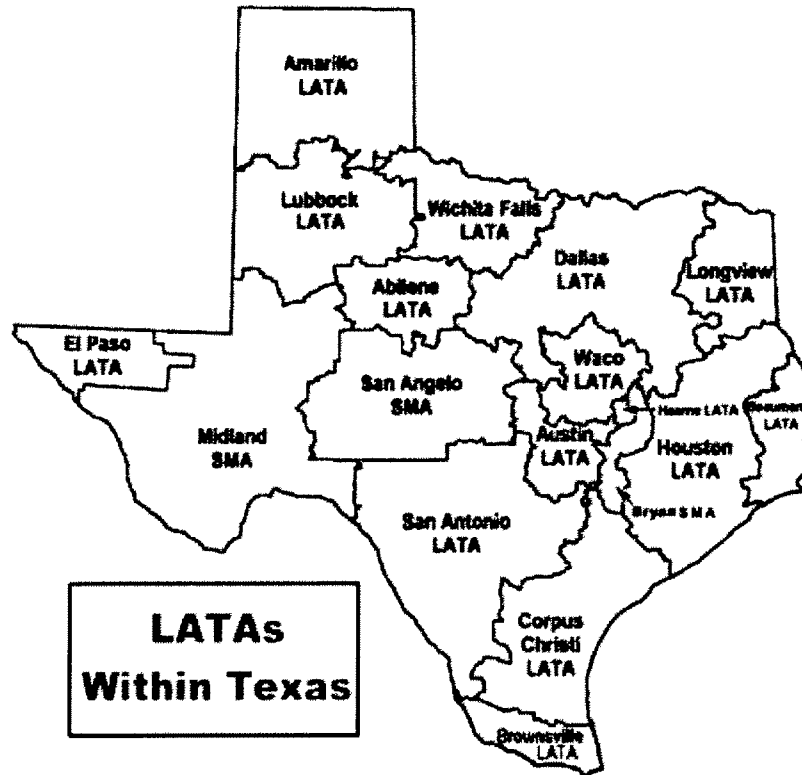 Amarillo
LATA
Lubbock
LATA
Wichita Falls
LATA
Dallas
LATA
Longview
LATA
Abilene
LATA
El Paso
LATA
Waco
LATA
San Angelo
SMA
Hearne LATA
Beaumont
LATA
Midland
SMA
Austin
LATA
Houston
LATA
Bryan SMA
San Antonio
LATA
Corpus
Christi
LATA
LATAs
Within Texas
Brownsville
LATA